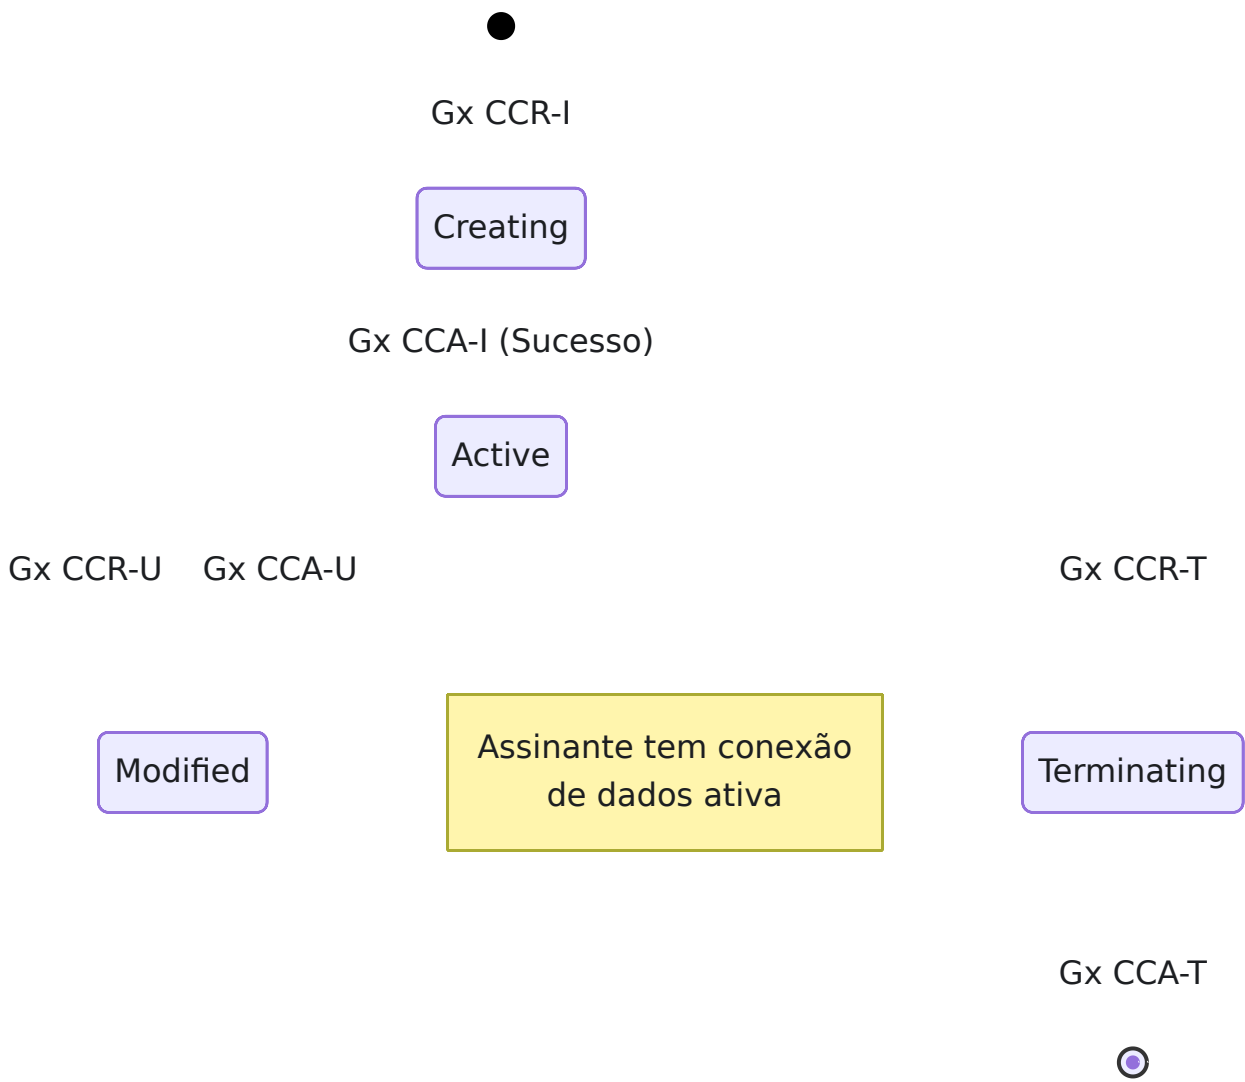 Gx CCR-I
Creating
Gx CCA-I (Sucesso)
Active
Gx CCR-U
Gx CCA-U
Gx CCR-T
Modified
Assinante tem conexão
de dados ativa
Terminating
Gx CCA-T